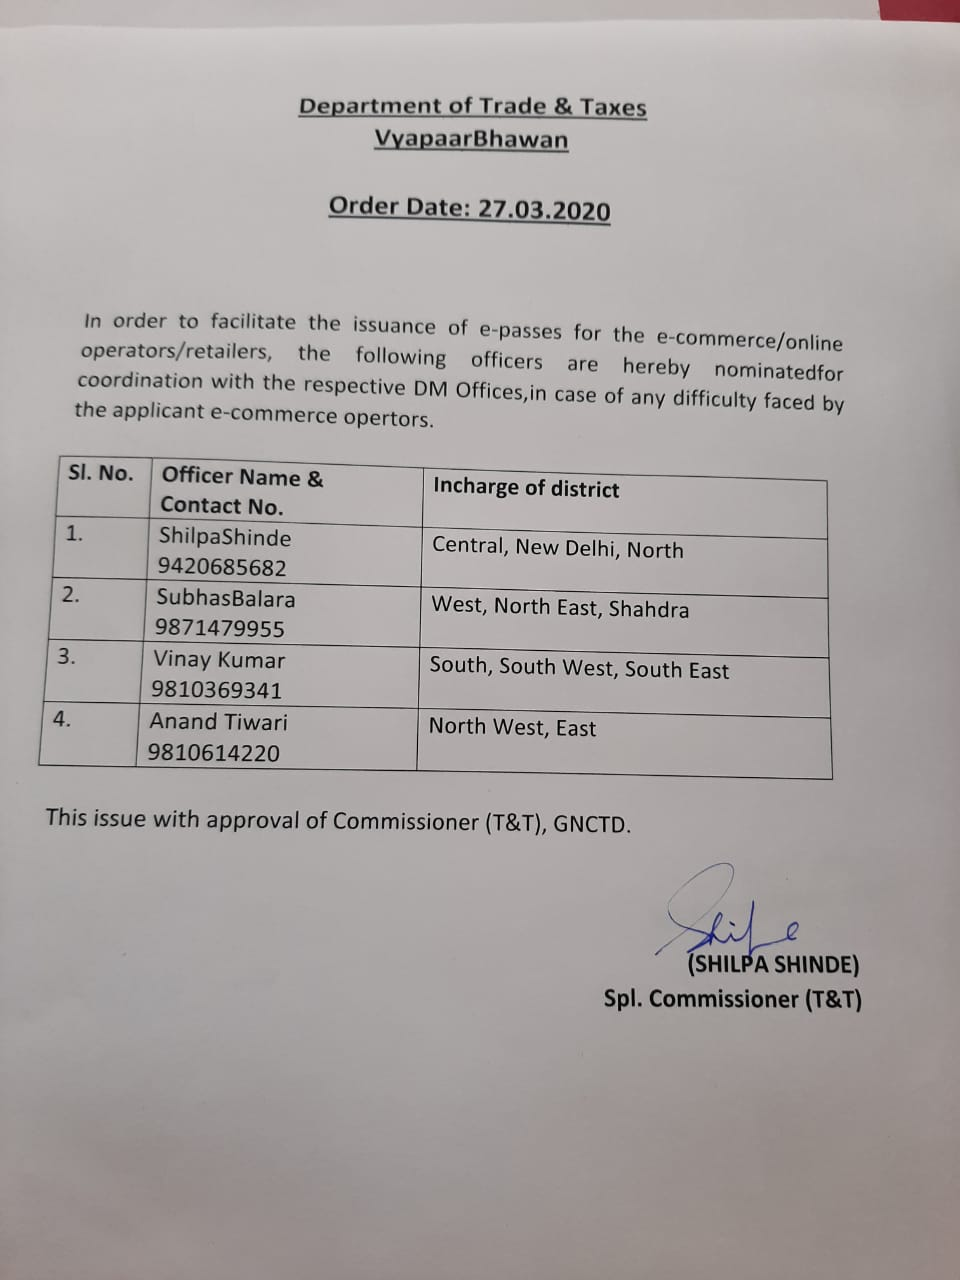 Department of Trade & Taxes
VyapaarBhawan
Order Date: 27.03.2020
In order to facilitate the issuance of e-passes for the e-commerce/online
operators/retailers, the following officers are hereby nominatedfor
coordination with the respective DM Offices,in case of any difficulty faced by
the applicant e-commerce opertors.
Sl. No. Officer Name & Incharge of district
Contact No.
1. ShilpaShinde Central, New Delhi, North
9420685682
2. SubhasBalara West, North East, Shahdra
9871479955
3. Vinay Kumar South, South West, South East
9810369341
4. Anand Tiwari North West, East
9810614220
This issue with approval of Commissioner (T&T), GNCTD.
Shilpa
(SHILPA SHINDE)
Spl. Commissioner (T&T)